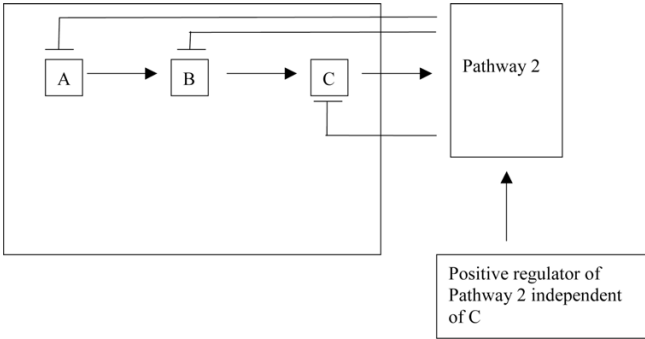 A
B
C
Pathway 2
Positive regulator of
Pathway 2 independent
of C